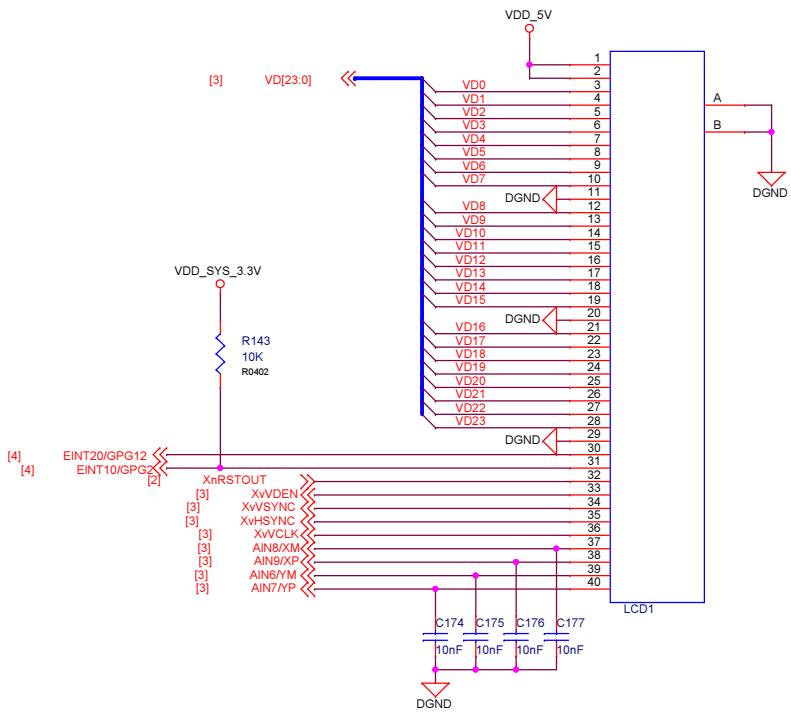 VDD_5V
1
2
[3] VD[23:0]
VD0 3
VD1 4
VD2 5
VD3 6
VD4 7
VD5 8
VD6 9
VD7 10
DGND 11
VD8 12
VD9 13
VD10 14
VD11 15
VD12 16
VD13 17
VD14 18
VD15 19
DGND 20
VD16 21
VD17 22
VD18 23
VD19 24
VD20 25
VD21 26
VD22 27
VD23 28
DGND 29
30
31
32
33
34
35
36
37
38
39
40
A
B
DGND
LCD1
VDD_SYS_3.3V
R143
10K
R0402
[4] EINT20/GPG12
[4] EINT10/GPG2
[2] XnRSTOUT
[3] XvVDEN
[3] XvVSYNC
[3] XvHSYNC
[3] XvVCLK
[3] AIN8/XM
[3] AIN9/XP
[3] AIN6/YM
[3] AIN7/YP
C174 C175 C176 C177
10nF 10nF 10nF 10nF
DGND